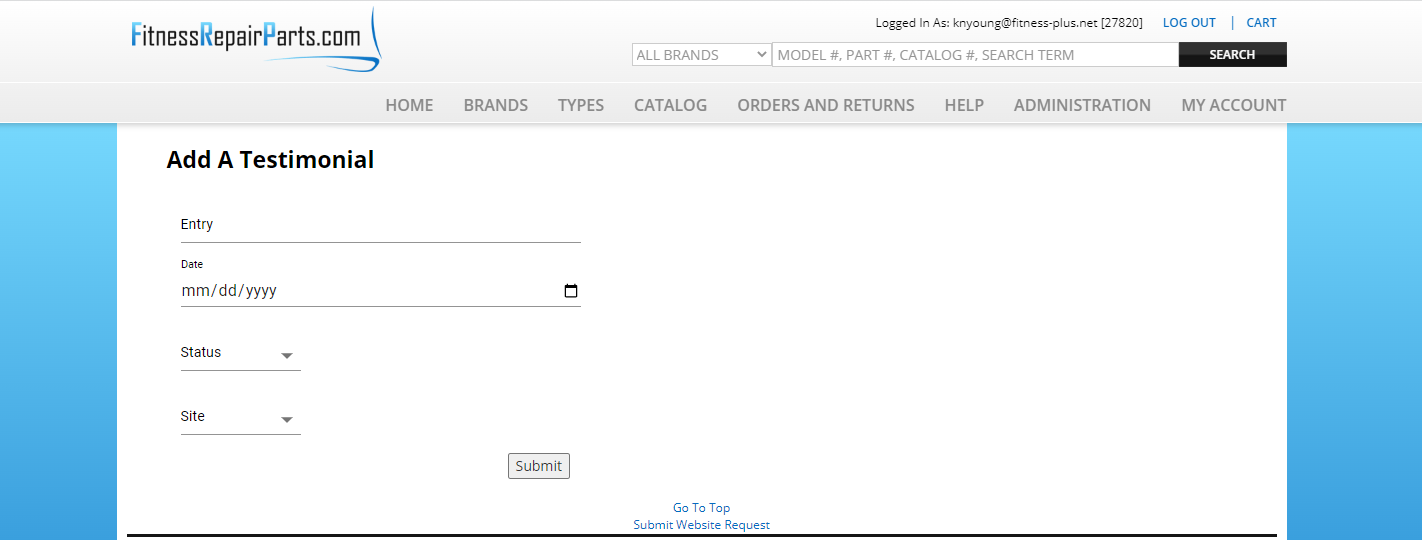 FitnessRepairParts.com
Logged In As: knyoung@fitness-plus.net [27820] LOG OUT | CART
ALL BRANDS MODEL #, PART #, CATALOG #, SEARCH TERM SEARCH
HOME BRANDS TYPES CATALOG ORDERS AND RETURNS HELP ADMINISTRATION MY ACCOUNT
Add A Testimonial
Entry
Date
mm/dd/yyyy
Status
Site
Submit
Go To Top
Submit Website Request